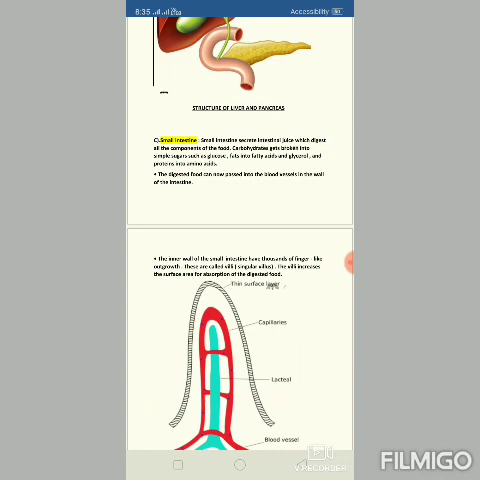 8:35
Accessibility
STRUCTURE OF LIVER AND PANCREAS
C).Small intestine : Small intestine secrete intestinal juice which digest
all the components of the food. Carbohydrates gets broken into
simple sugars such as glucose , fats into fatty acids and glycerol , and
proteins into amino acids.
• The digested food can now passed into the blood vessels in the wall
of the intestine.
• The inner wall of the small intestine have thousands of finger - like
outgrowth . These are called villi ( singular villus) . The villi increases
the surface area for absorption of the digested food.
Thin surface layer
Capillaries
Lacteal
Blood vessel
V RECORDER
FILMIGO